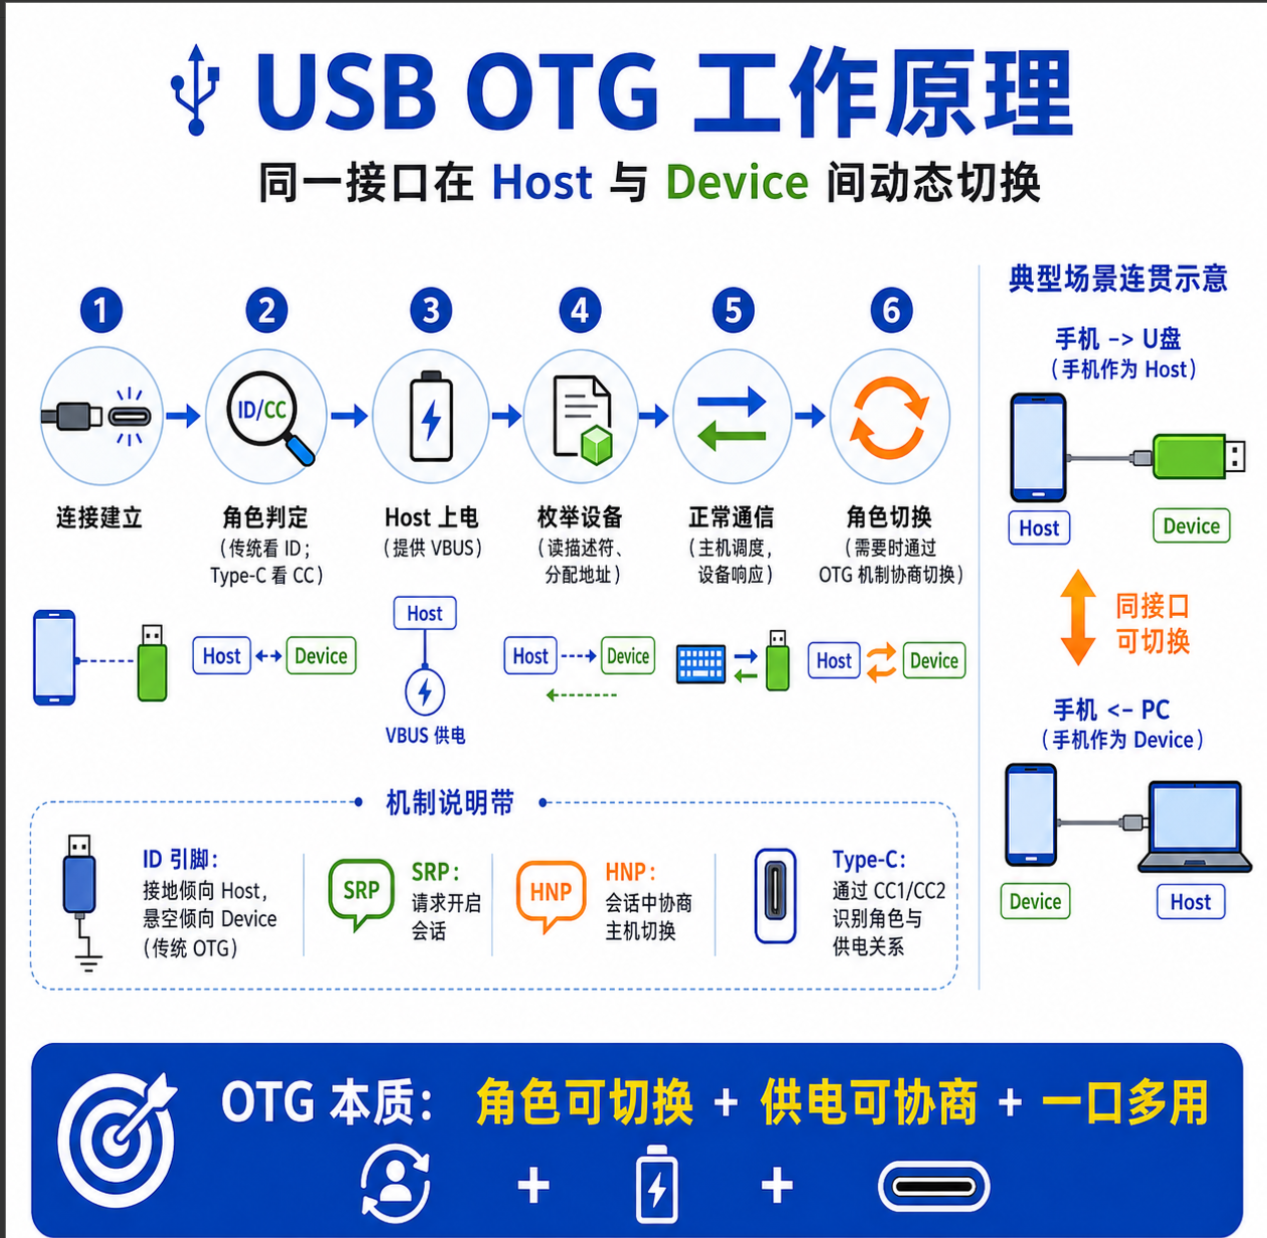 USB OTG 工作原理
同一接口在 Host 与 Device 间动态切换
1
2
3
4
5
6
ID/CC
连接建立
角色判定
(传统看 ID；
Type-C 看 CC)
Host 上电
(提供 VBUS)
枚举设备
(读描述符、
分配地址)
正常通信
(主机调度，
设备响应)
角色切换
(需要时通过
OTG 机制协商切换)
Host
Device
Host
VBUS 供电
Host
Device
Host
Device
典型场景连贯示意
手机 -> U盘
(手机作为 Host)
Host
Device
同接口
可切换
手机 <- PC
(手机作为 Device)
Device
Host
机制说明带
ID 引脚：
接地倾向 Host，
悬空倾向 Device
(传统 OTG)
SRP
SRP：
请求开启
会话
HNP
HNP：
会话中协商
主机切换
Type-C：
通过 CC1/CC2
识别角色与
供电关系
OTG 本质： 角色可切换 + 供电可协商 + 一口多用
+
+